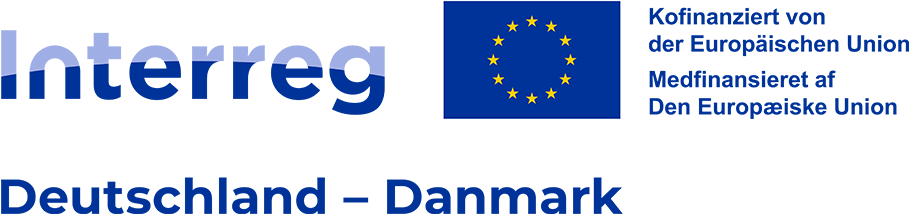 Interreg
Kofinanziert von
der Europäischen Union
Medfinansieret af
Den Europæiske Union
Deutschland – Danmark